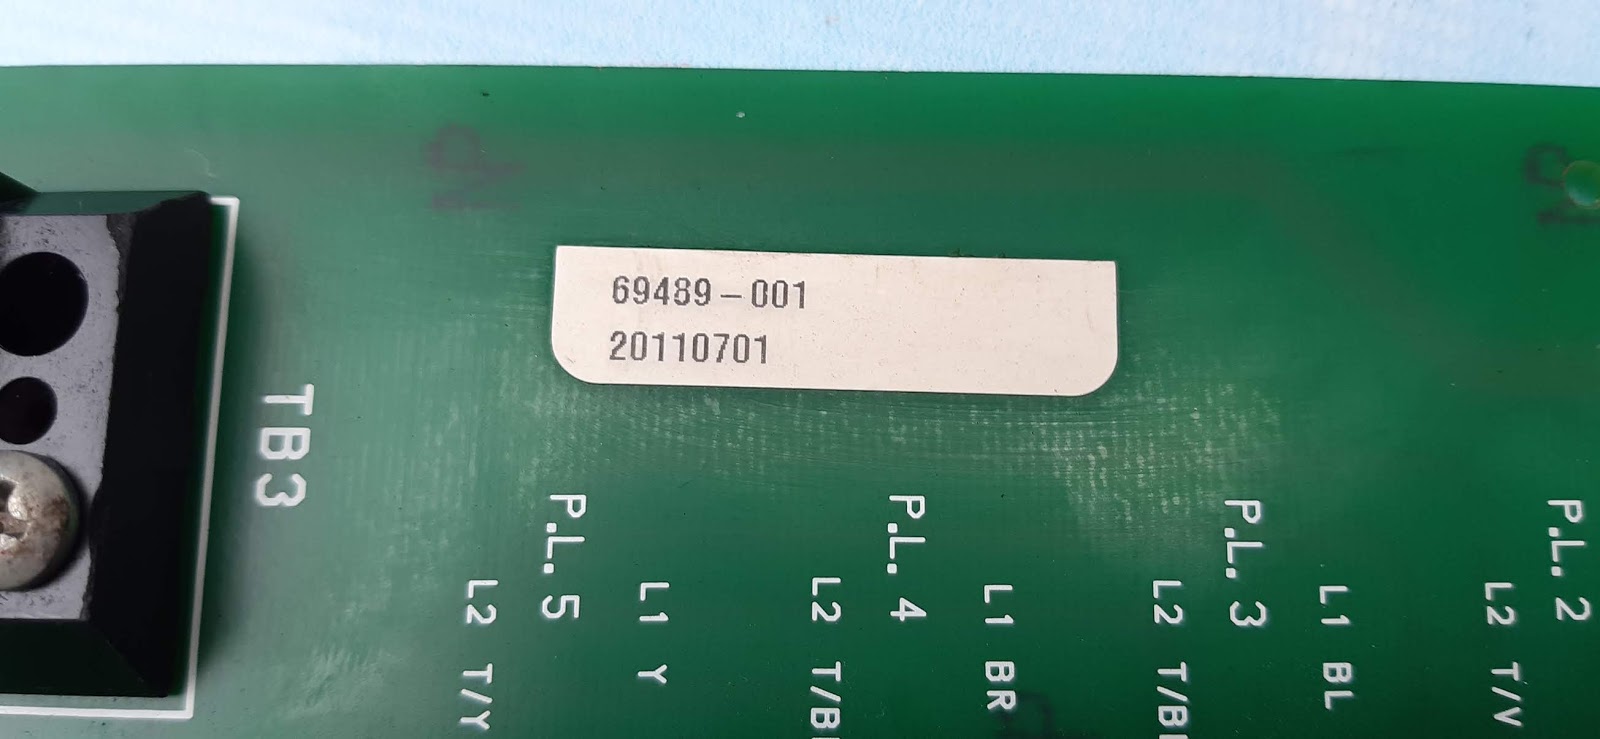 69489-001
20110701
TB3
P.L. 5
L2 T/Y
L1 Y
P.L. 4
L2
L1 BR
P.L. 3
L2
L1 BL
P.L. 2
L2 T/V